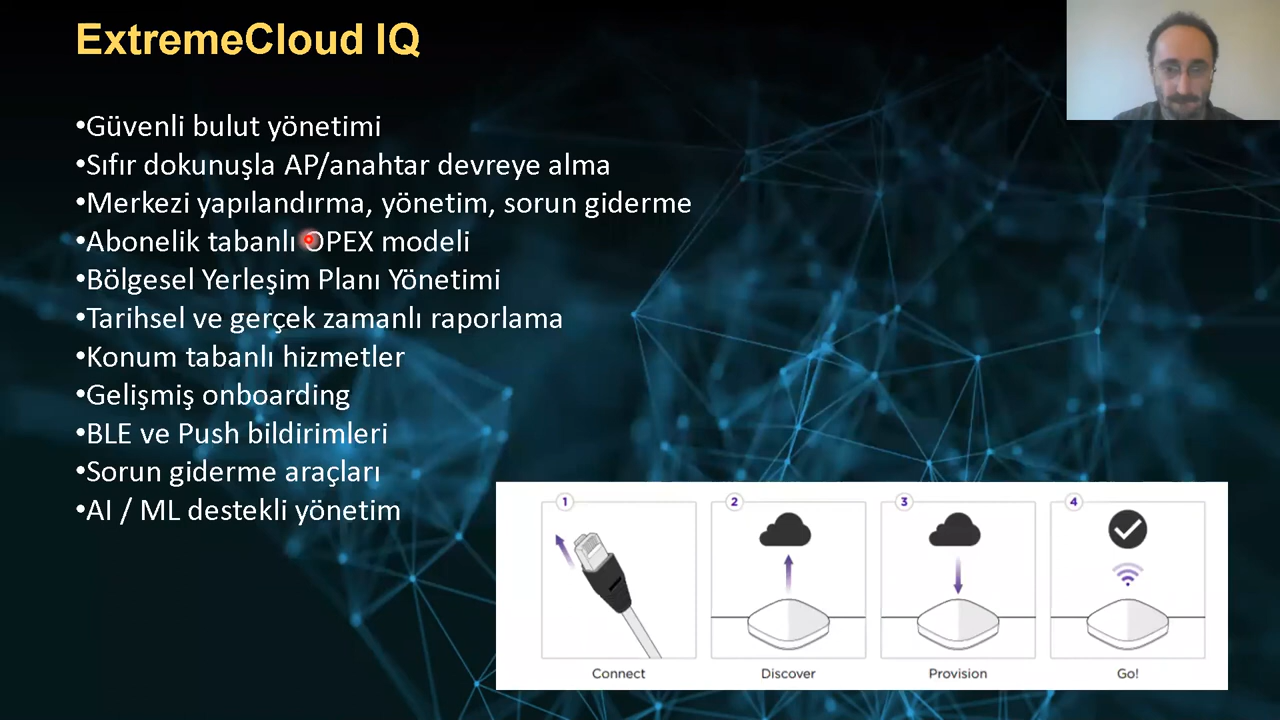 ExtremeCloud IQ
•Güvenli bulut yönetimi
•Sıfır dokunuşla AP/anahtar devreye alma
•Merkezi yapılandırma, yönetim, sorun giderme
•Abonelik tabanlı OPEX modeli
•Bölgesel Yerleşim Planı Yönetimi
•Tarihsel ve gerçek zamanlı raporlama
•Konum tabanlı hizmetler
•Gelişmiş onboarding
•BLE ve Push bildirimleri
•Sorun giderme araçları
•AI / ML destekli yönetim
1 2 3 4
Connect Discover Provision Go!